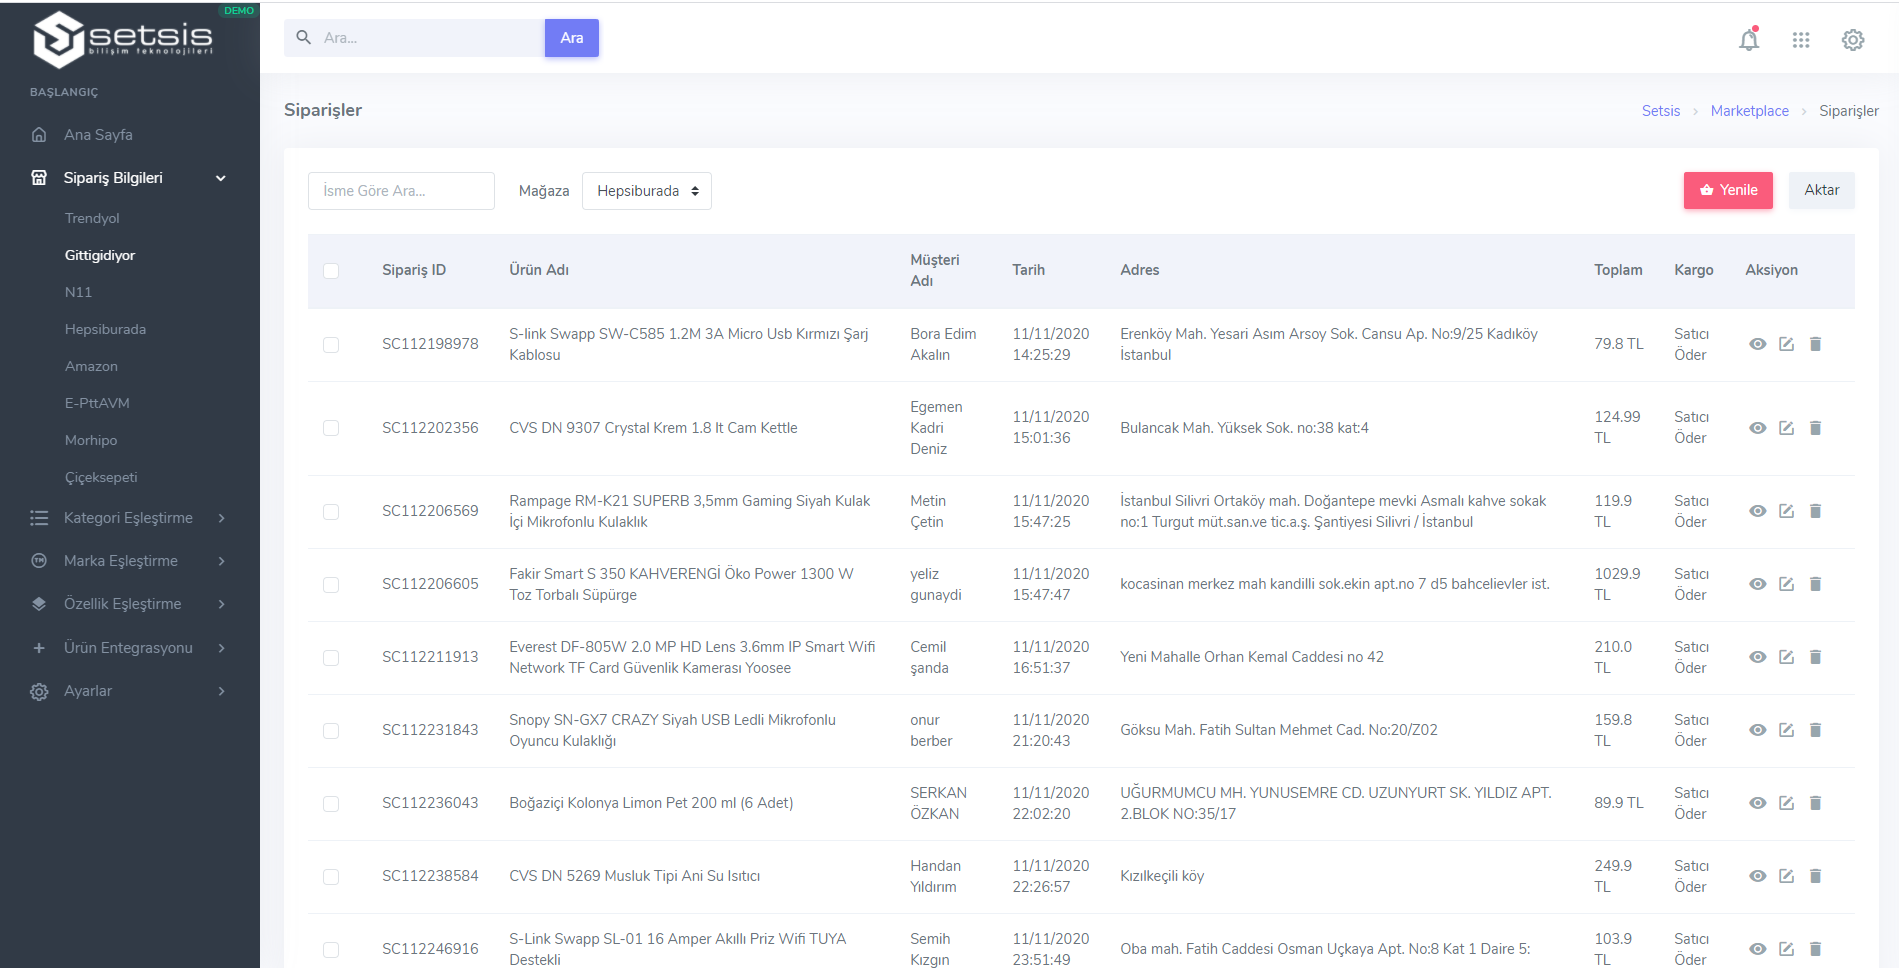 DEMO
setsis
bilişim teknolojileri
BAŞLANGIÇ
Ana Sayfa
Sipariş Bilgileri
Trendyol
Gittigidiyor
N11
Hepsiburada
Amazon
E-PttAVM
Morhipo
Çiçeksepeti
Kategori Eşleştirme
Marka Eşleştirme
Özellik Eşleştirme
Ürün Entegrasyonu
Ayarlar
Ara...
Ara
Siparişler
Setsis > Marketplace > Siparişler
İsme Göre Ara...
Mağaza
Hepsiburada
Yenile
Aktar
Sipariş ID
Ürün Adı
Müşteri
Adı
Tarih
Adres
Toplam
Kargo
Aksiyon
SC112198978
S-link Swapp SW-C585 1.2M 3A Micro Usb Kırmızı Şarj
Kablosu
Bora Edim
Akalın
11/11/2020
14:25:29
Erenköy Mah. Yesari Asım Arsoy Sok. Cansu Ap. No:9/25 Kadıköy
İstanbul
79.8 TL
Satıcı
Öder
SC112202356
CVS DN 9307 Crystal Krem 1.8 lt Cam Kettle
Egemen
Kadri
Deniz
11/11/2020
15:01:36
Bulancak Mah. Yüksek Sok. no:38 kat:4
124.99
TL
Satıcı
Öder
SC112206569
Rampage RM-K21 SUPERB 3,5mm Gaming Siyah Kulak
İçi Mikrofonlu Kulaklık
Metin
Çetin
11/11/2020
15:47:25
İstanbul Silivri Ortaköy mah. Doğantepe mevki Asmalı kahve sokak
no:1 Turgut müt.san.ve tic.a.ş. Şantiyesi Silivri / İstanbul
119.9
TL
Satıcı
Öder
SC112206605
Fakir Smart S 350 KAHVERENGİ Öko Power 1300 W
Toz Torbalı Süpürge
yeliz
gunaydi
11/11/2020
15:47:47
kocasinan merkez mah kandilli sok.ekin apt.no 7 d5 bahcelievler ist.
1029.9
TL
Satıcı
Öder
SC112211913
Everest DF-805W 2.0 MP HD Lens 3.6mm IP Smart Wifi
Network TF Card Güvenlik Kamerası Yoosee
Cemil
şanda
11/11/2020
16:51:37
Yeni Mahalle Orhan Kemal Caddesi no 42
210.0
TL
Satıcı
Öder
SC112231843
Snopy SN-GX7 CRAZY Siyah USB Ledli Mikrofonlu
Oyuncu Kulaklığı
onur
berber
11/11/2020
21:20:43
Göksu Mah. Fatih Sultan Mehmet Cad. No:20/Z02
159.8
TL
Satıcı
Öder
SC112236043
Boğaziçi Kolonya Limon Pet 200 ml (6 Adet)
SERKAN
ÖZKAN
11/11/2020
22:02:20
UĞURMUMCU MH. YUNUSEMRE CD. UZUNYURT SK. YILDIZ APT.
2.BLOK NO:35/17
89.9 TL
Satıcı
Öder
SC112238584
CVS DN 5269 Musluk Tipi Ani Su Isıtıcı
Handan
Yıldırım
11/11/2020
22:26:57
Kızılkeçili köy
249.9
TL
Satıcı
Öder
SC112246916
S-Link Swapp SL-01 16 Amper Akıllı Priz Wifi TUYA
Destekli
Semih
Kızgın
11/11/2020
23:51:49
Oba mah. Fatih Caddesi Osman Uçkaya Apt. No:8 Kat 1 Daire 5:
103.9
TL
Satıcı
Öder